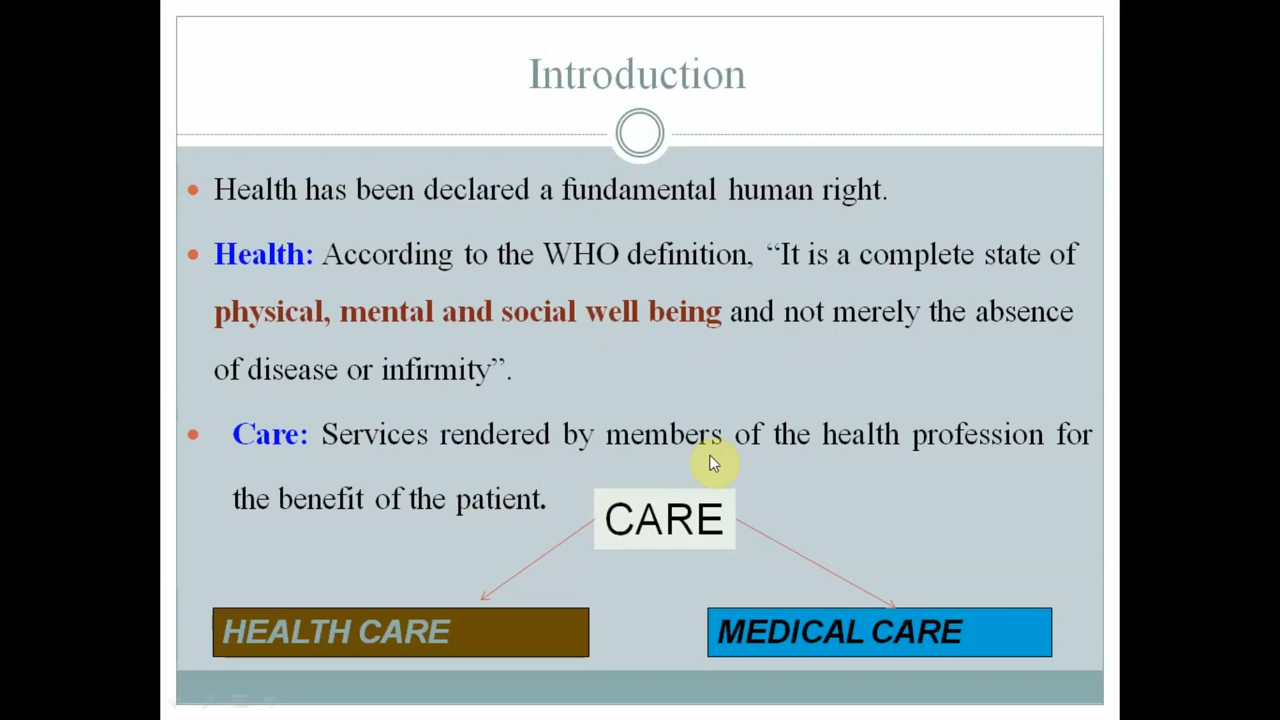 Introduction
• Health has been declared a fundamental human right.
• Health: According to the WHO definition, “It is a complete state of
physical, mental and social well being and not merely the absence
of disease or infirmity”.
• Care: Services rendered by members of the health profession for
the benefit of the patient.
CARE
HEALTH CARE
MEDICAL CARE